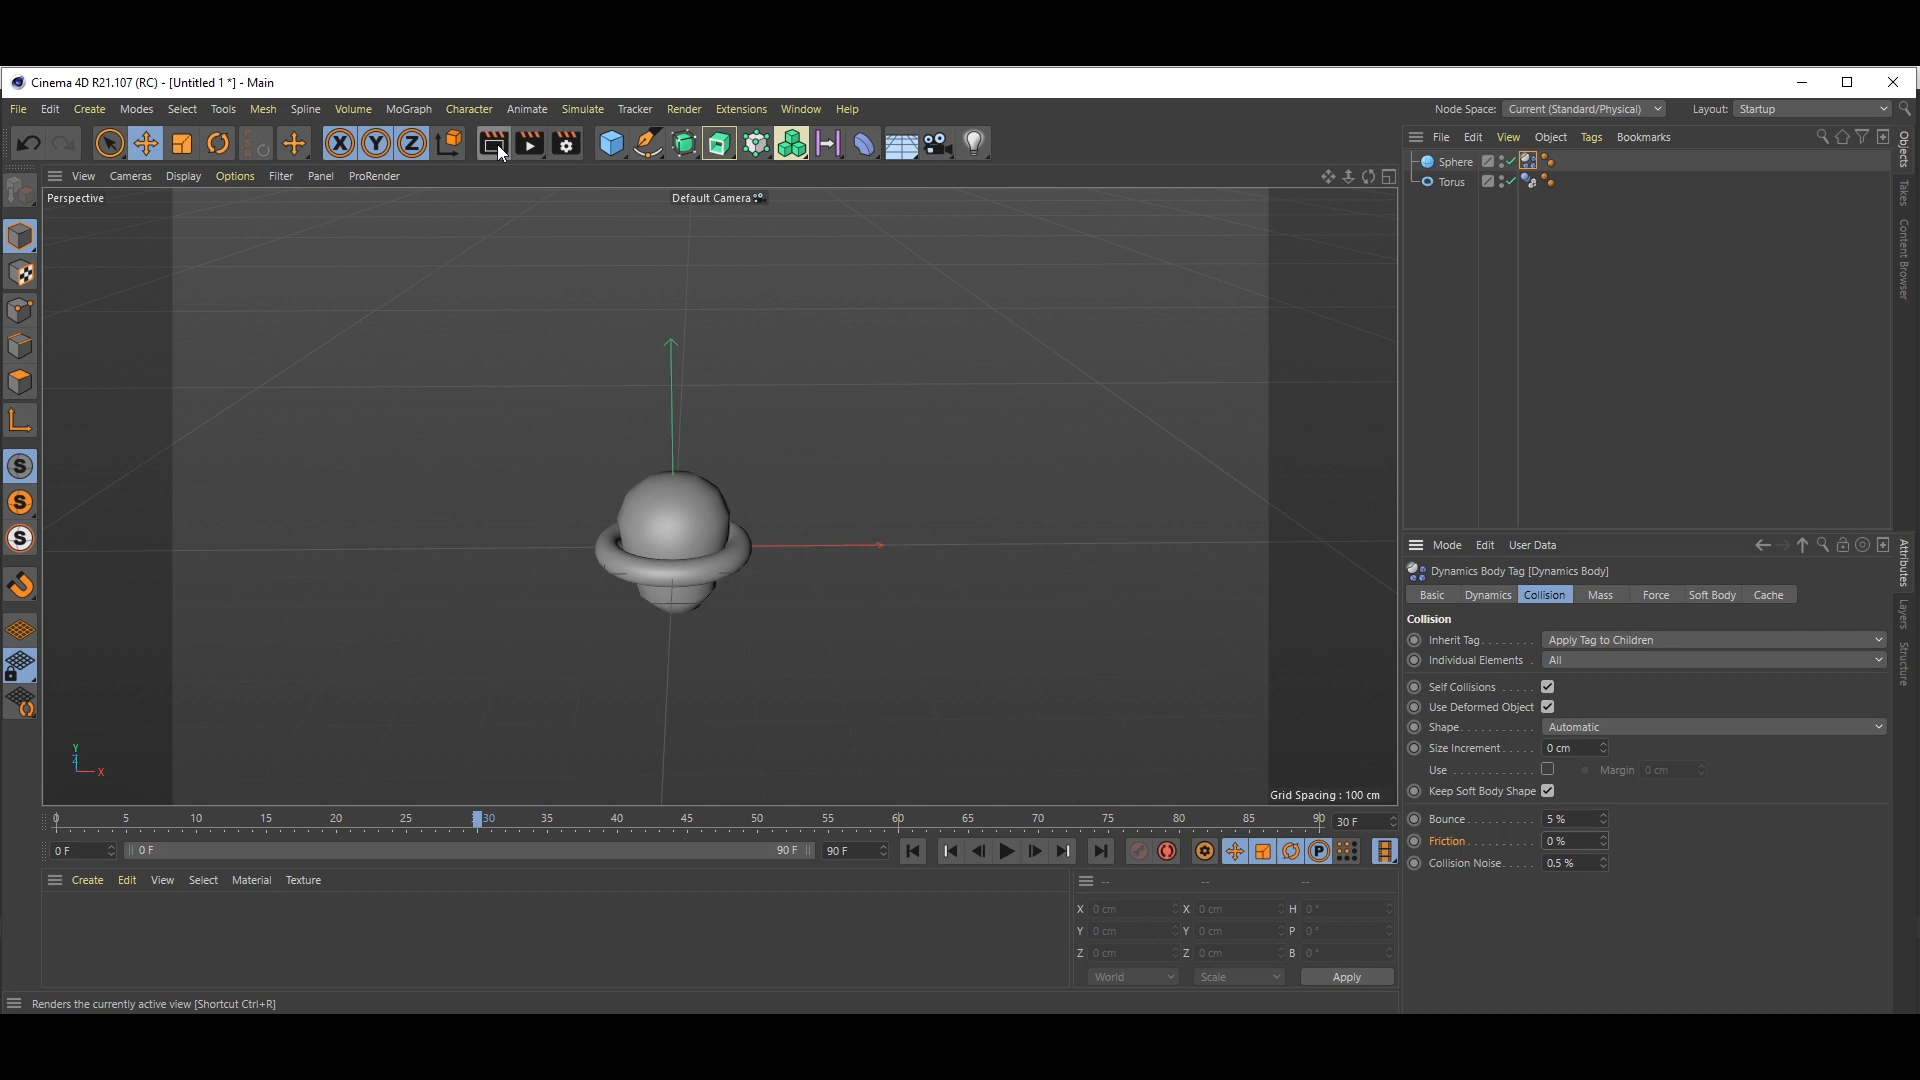 Cinema 4D R21.107 (RC) - [Untitled 1 *] - Main
File Edit Create Modes Select Tools Mesh Spline Volume MoGraph Character Animate Simulate Tracker Render Extensions Window Help
Node Space: Current (Standard/Physical) Layout: Startup
X Y Z
File Edit View Object Tags Bookmarks
Sphere
Torus
Objects
Takes
Content Browser
View Cameras Display Options Filter Panel ProRender
Perspective
Default Camera
Y
Z
X
Grid Spacing : 100 cm
Mode Edit User Data
Dynamics Body Tag [Dynamics Body]
Basic Dynamics Collision Mass Force Soft Body Cache
Collision
Inherit Tag . . . . . . . . Apply Tag to Children
Individual Elements . All
Self Collisions . . . . .
Use Deformed Object
Shape . . . . . . . . . . . Automatic
Size Increment . . . . . 0 cm
Use . . . . . . . . . . . . Margin 0 cm
Keep Soft Body Shape
Bounce . . . . . . . . . . 5 %
Friction . . . . . . . . . . 0 %
Collision Noise . . . . . 0.5 %
Attributes
Layers
Structure
0 5 10 15 20 25 30 35 40 45 50 55 60 65 70 75 80 85 90 30 F
0 F 0 F 90 F 90 F
Create Edit View Select Material Texture
-- -- --
X 0 cm X 0 cm H 0 °
Y 0 cm Y 0 cm P 0 °
Z 0 cm Z 0 cm B 0 °
World Scale Apply
Renders the currently active view [Shortcut Ctrl+R]